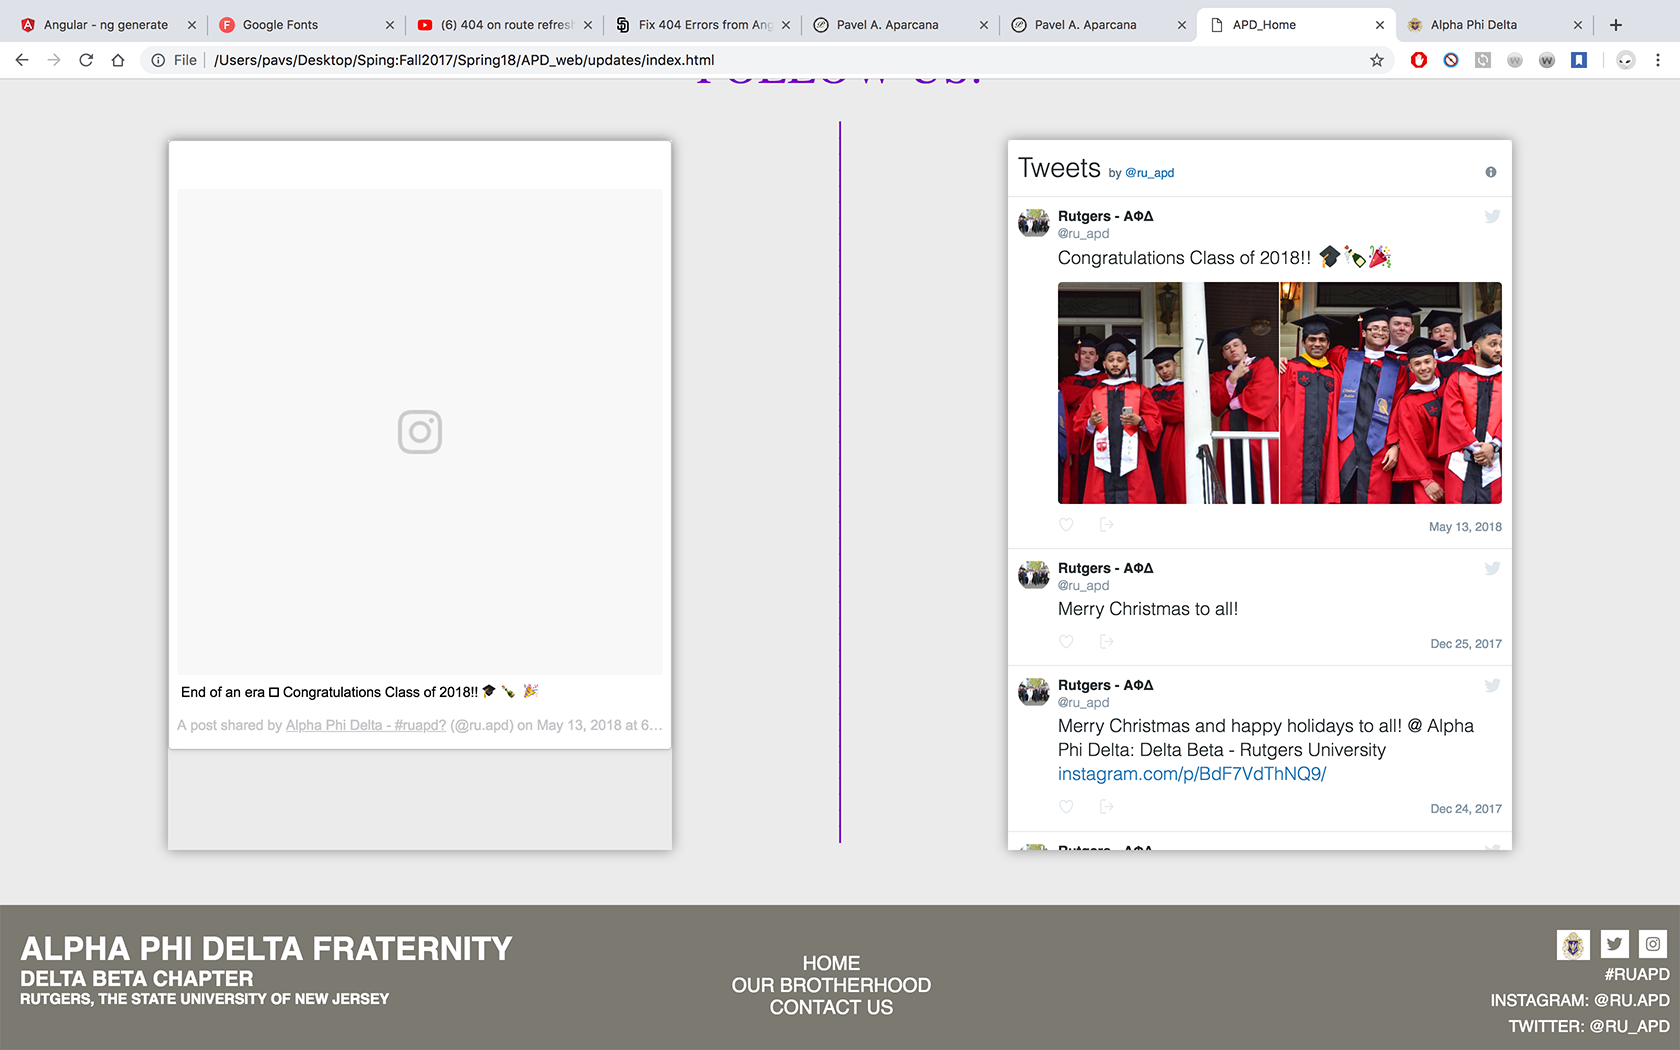 Angular - ng generate
Google Fonts
(6) 404 on route refres
Fix 404 Errors from Ang
Pavel A. Aparcana
Pavel A. Aparcana
APD_Home
Alpha Phi Delta
File
/Users/pavs/Desktop/Sping:Fall2017/Spring18/APD_web/updates/index.html
FOLLOW US!
End of an era Congratulations Class of 2018!! 🎓 🍾 🎉
A post shared by Alpha Phi Delta - #ruapd? (@ru.apd) on May 13, 2018 at 6…
Tweets by @ru_apd
Rutgers - ΑΦΔ
@ru_apd
Congratulations Class of 2018!! 🎓🍾🎉
7
May 13, 2018
Rutgers - ΑΦΔ
@ru_apd
Merry Christmas to all!
Dec 25, 2017
Rutgers - ΑΦΔ
@ru_apd
Merry Christmas and happy holidays to all! @ Alpha
Phi Delta: Delta Beta - Rutgers University
instagram.com/p/BdF7VdThNQ9/
Dec 24, 2017
Rutgers - ΑΦΔ
ALPHA PHI DELTA FRATERNITY
DELTA BETA CHAPTER
RUTGERS, THE STATE UNIVERSITY OF NEW JERSEY
HOME
OUR BROTHERHOOD
CONTACT US
#RUAPD
INSTAGRAM: @RU.APD
TWITTER: @RU_APD